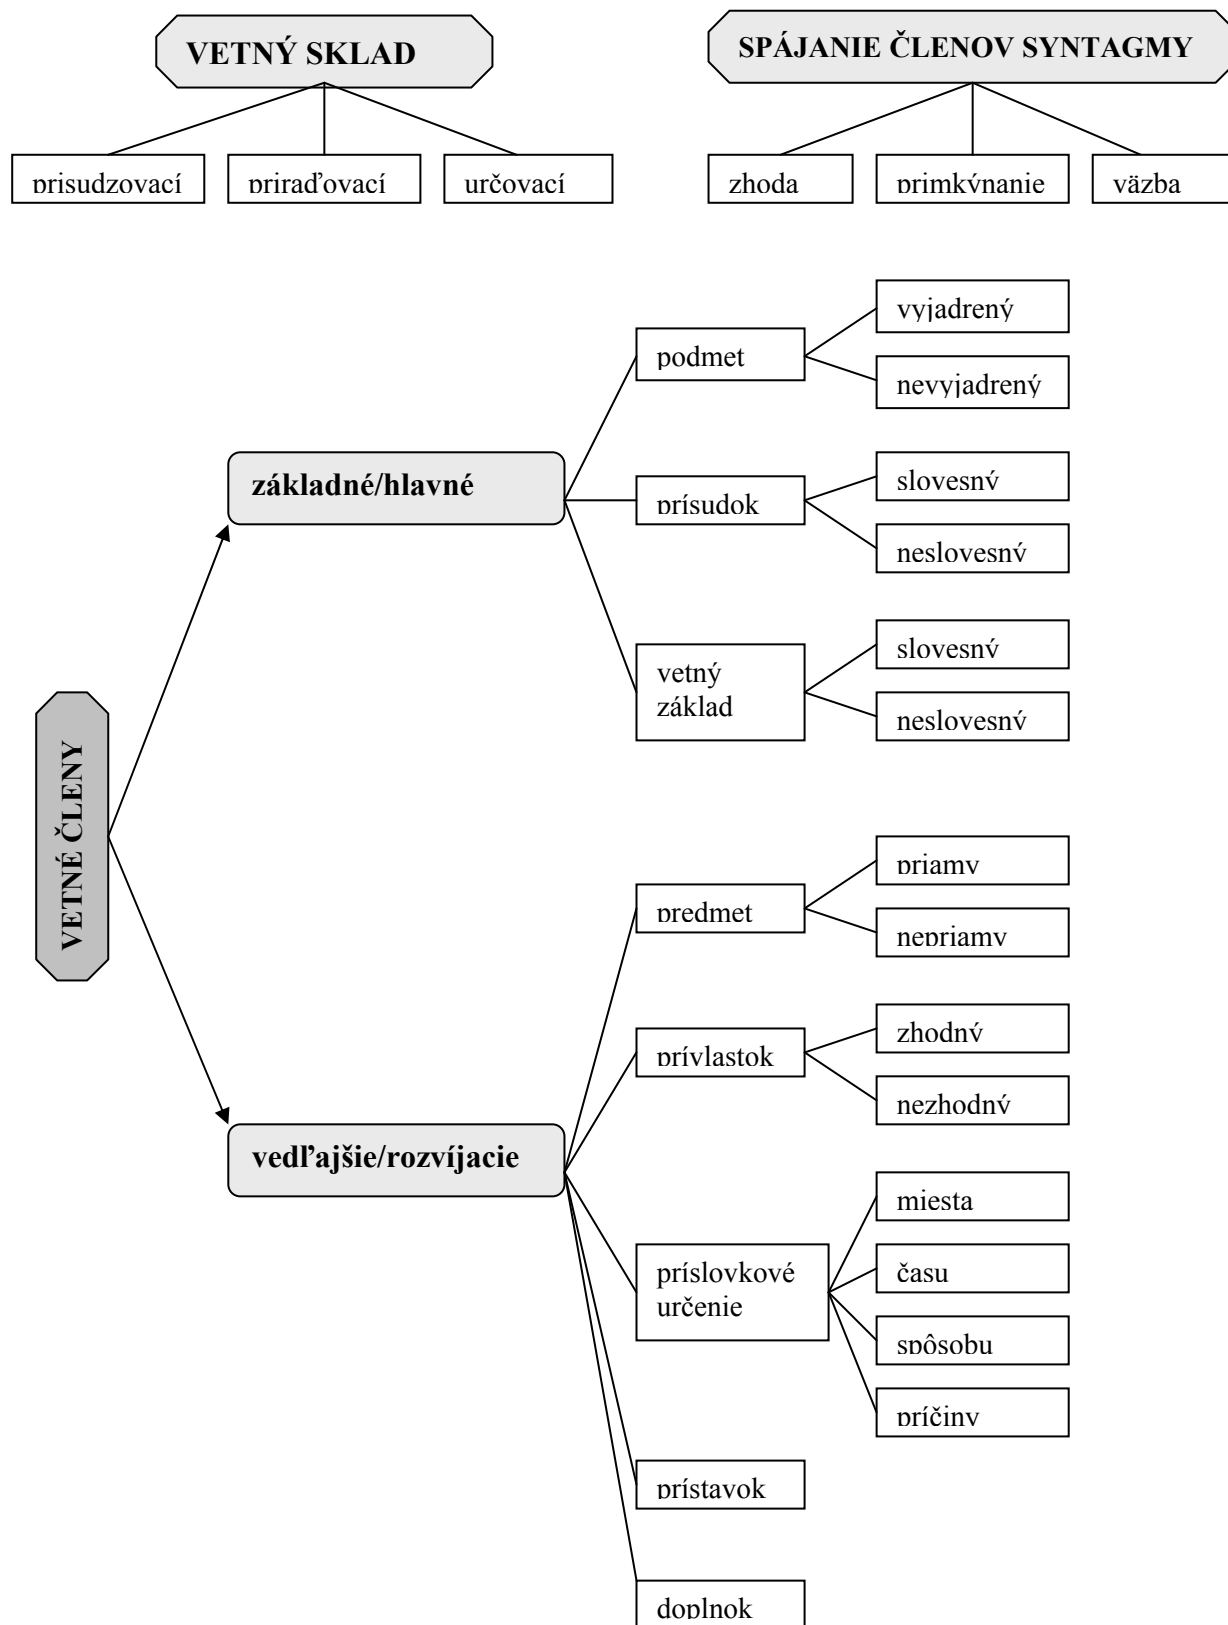 VETNÝ SKLAD
SPÁJANIE ČLENOV SYNTAGMY
prisudzovací
priraďovací
určovací
zhoda
primkýnanie
väzba
VETNÉ ČLENY
základné/hlavné
podmet
vyjadrený
nevyjadrený
prísudok
slovesný
neslovesný
vetný
základ
slovesný
neslovesný
vedľajšie/rozvíjacie
predmet
priamy
nepriamy
prívlastok
zhodný
nezhodný
príslovkové
určenie
miesta
času
spôsobu
príčiny
prístavok
doplnok